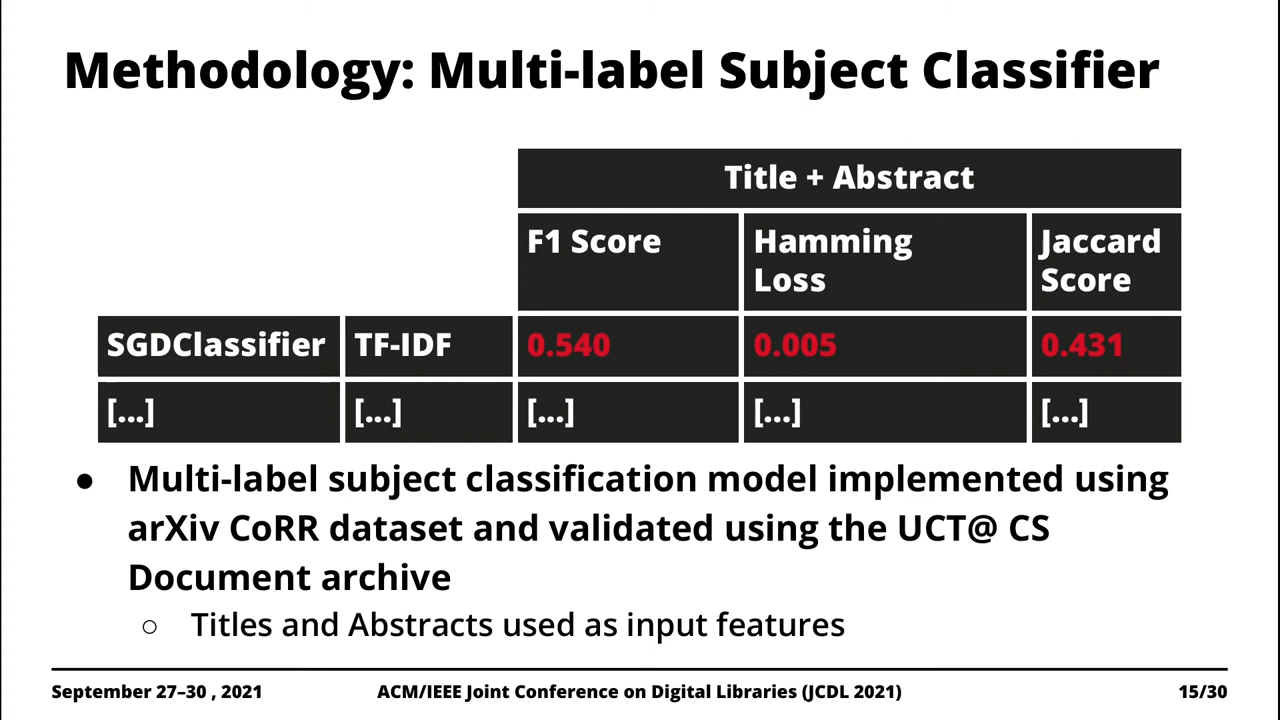 Methodology: Multi-label Subject Classifier
Title + Abstract
F1 Score Hamming Loss Jaccard Score
SGDClassifier TF-IDF 0.540 0.005 0.431
[...] [...] [...] [...] [...]
● Multi-label subject classification model implemented using
arXiv CoRR dataset and validated using the UCT@ CS
Document archive
○ Titles and Abstracts used as input features
September 27–30 , 2021 ACM/IEEE Joint Conference on Digital Libraries (JCDL 2021) 15/30